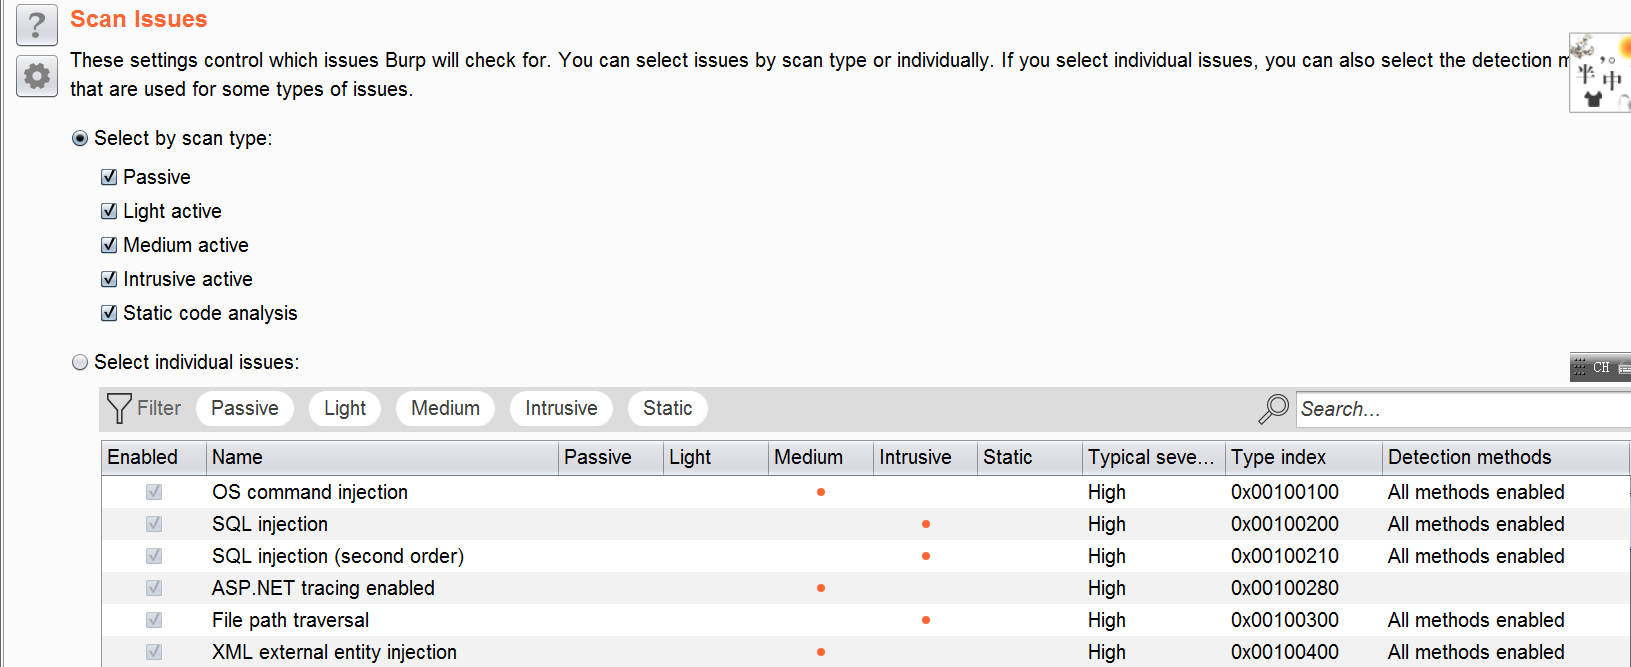 Scan Issues
These settings control which issues Burp will check for. You can select issues by scan type or individually. If you select individual issues, you can also select the detection
that are used for some types of issues.
半 , 。 中
Select by scan type:
Passive
Light active
Medium active
Intrusive active
Static code analysis
Select individual issues:
CH
Filter Passive Light Medium Intrusive Static Search...
Enabled Name Passive Light Medium Intrusive Static Typical seve... Type index Detection methods
OS command injection High 0x00100100 All methods enabled
SQL injection High 0x00100200 All methods enabled
SQL injection (second order) High 0x00100210 All methods enabled
ASP.NET tracing enabled High 0x00100280
File path traversal High 0x00100300 All methods enabled
XML external entity injection High 0x00100400 All methods enabled